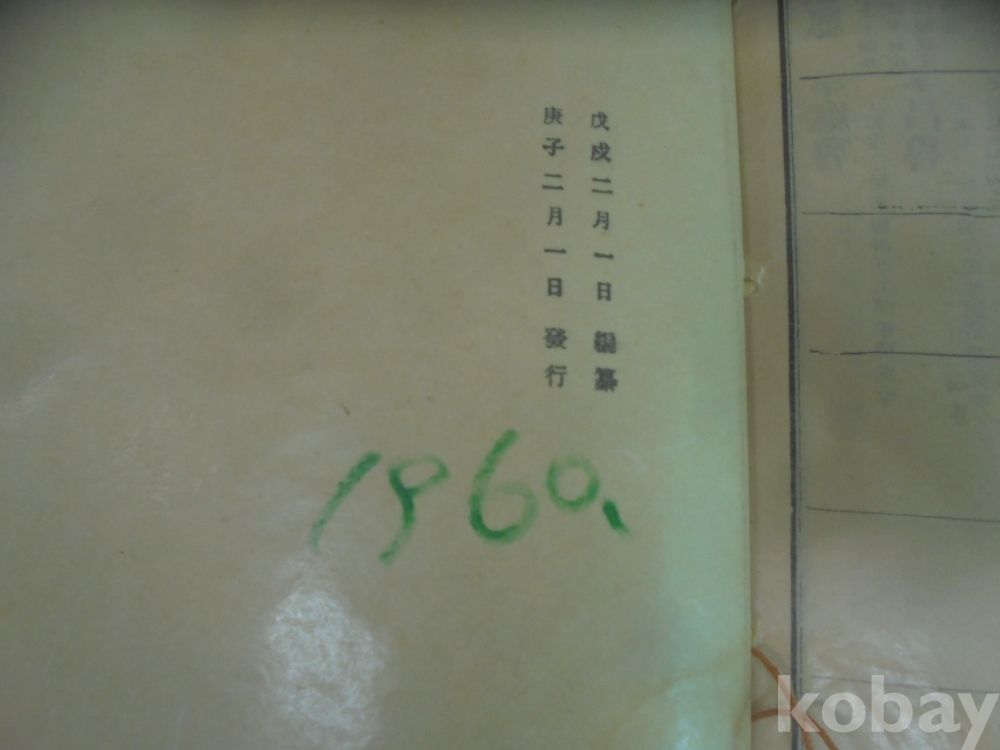 戊戌二月一日 編纂
庚子二月一日 發行
1960.
kobay